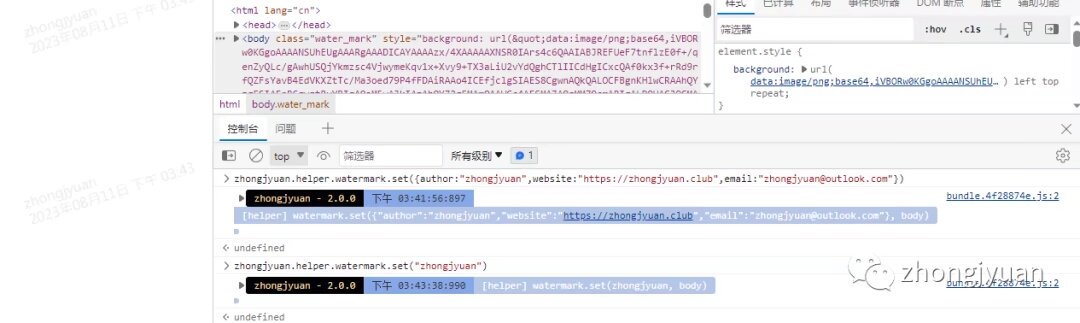 2023年08月11日 下午 03:43
zhongjyuan
2023年08月11日 下午 03:43
<html lang="cn">
<head> … </head>
<body class="water_mark" style="background: url(&quot;data:image/png;base64,iVBOR
html body.water_mark
样式 已计算 布局 事件侦听器 DOM 断点 属性 辅助功能
筛选器 :hov .cls
element.style {
background: url(
data:image/png;base64,iVBORw0KGgoAAAANSUhEU… ) left top
repeat;
}
控制台 问题
top 筛选器 所有级别 1
zhongjyuan.helper.watermark.set({author:"zhongjyuan",website:"https://zhongjyuan.club",email:"zhongjyuan@outlook.com"})
zhongjyuan - 2.0.0 下午 03:41:56:897 bundle.4f28874e.js:2
[helper] watermark.set({"author":"zhongjyuan","website":"https://zhongjyuan.club","email":"zhongjyuan@outlook.com"}, body)
undefined
zhongjyuan.helper.watermark.set("zhongjyuan")
zhongjyuan
zhongjyuan - 2.0.0 下午 03:43:38:990 [helper] watermark.set(zhongjyuan, body) bundle.4f28874e.js:2
undefined